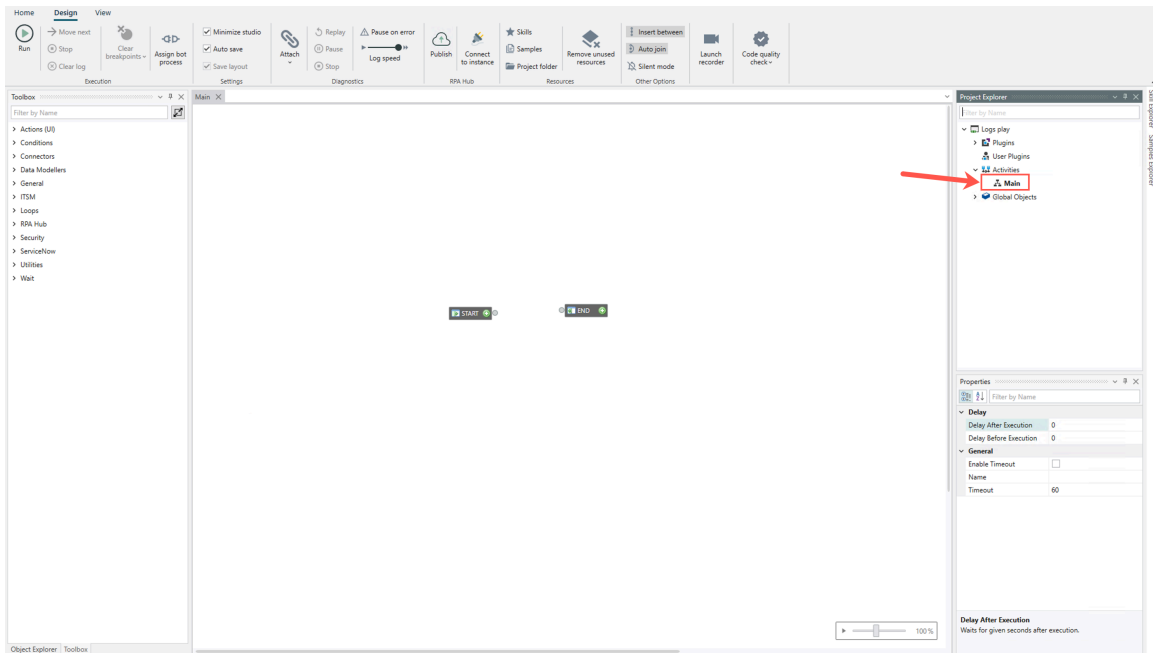 Home Design View
Run
Move next
Stop
Clear log
Clear breakpoints
Assign bot process
Execution
Minimize studio
Auto save
Save layout
Settings
Attach
Replay
Pause
Stop
Pause on error
Log speed
Diagnostics
Publish
Connect to instance
RPA Hub
Skills
Samples
Project folder
Remove unused resources
Resources
Insert between
Auto join
Silent mode
Other Options
Launch recorder
Code quality check
Toolbox
Filter by Name
Actions (UI)
Conditions
Connectors
Data Modellers
General
ITSM
Loops
RPA Hub
Security
ServiceNow
Utilities
Wait
Object Explorer Toolbox
Main
START
END
100%
Project Explorer
Filter by Name
Logs play
Plugins
User Plugins
Activities
Main
Global Objects
Properties
Filter by Name
Delay
Delay After Execution 0
Delay Before Execution 0
General
Enable Timeout
Name
Timeout 60
Delay After Execution
Waits for given seconds after execution.
Skill Explorer
Samples Explorer